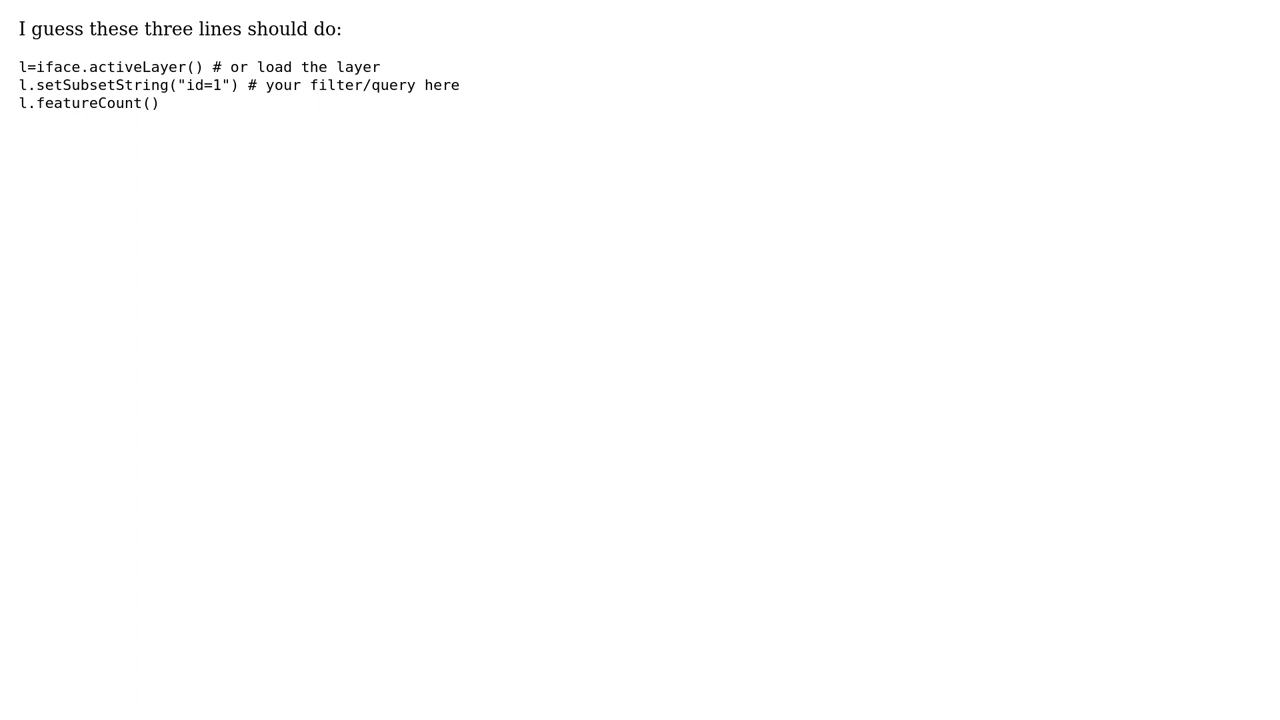 I guess these three lines should do:
l=iface.activeLayer() # or load the layer
l.setSubsetString("id=1") # your filter/query here
l.featureCount()